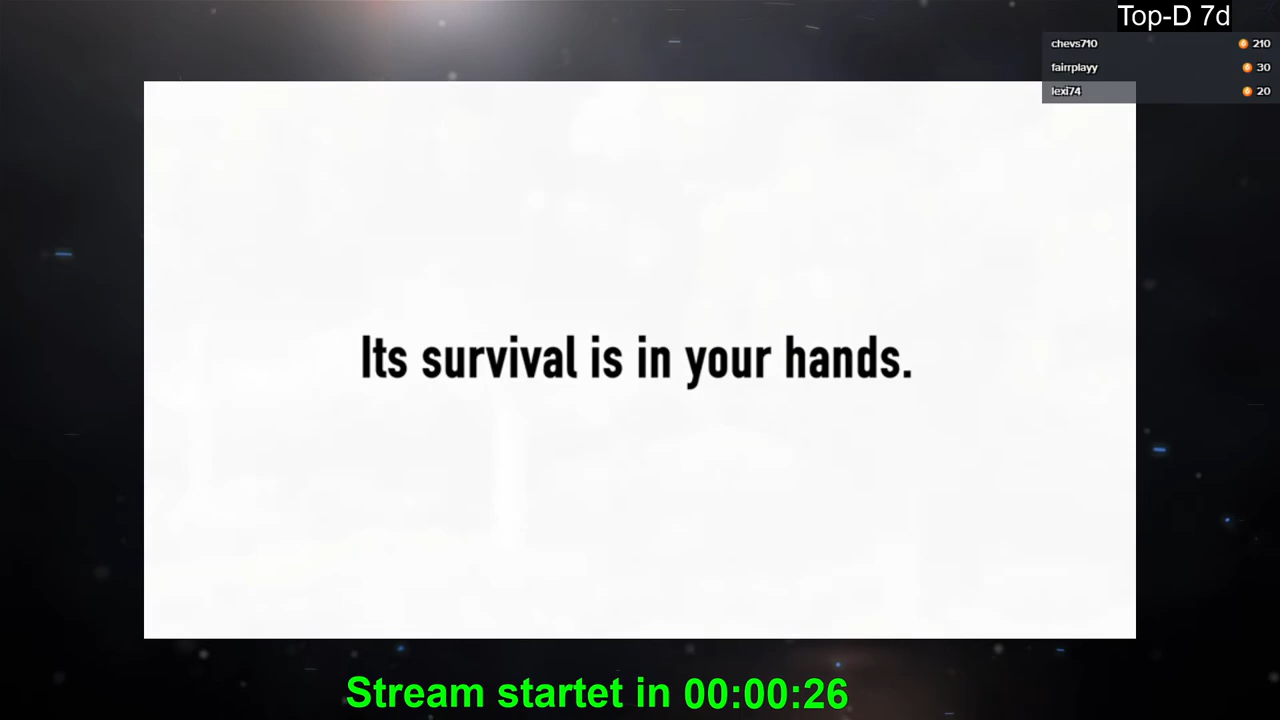 Top-D 7d
chevs710 210
fairrplayy 30
lexi74 20
Its survival is in your hands.
Stream startet in 00:00:26